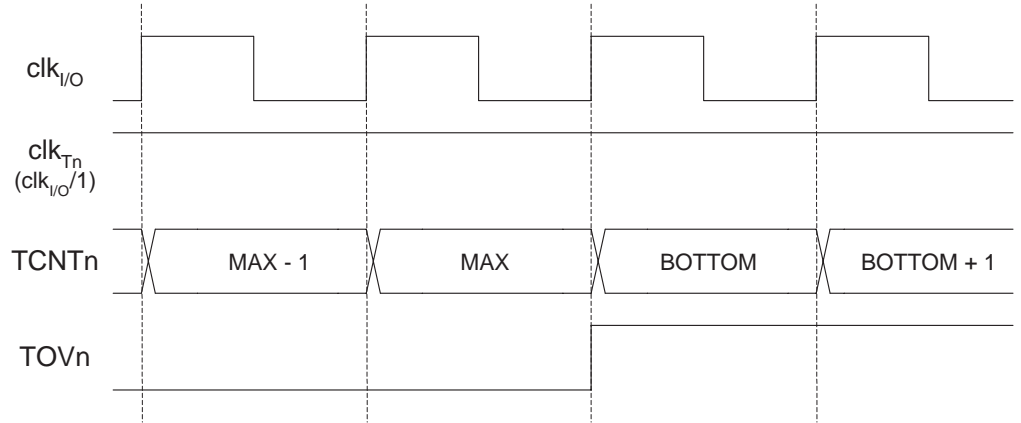 clkI/O
clkTn
(clkI/O/1)
TCNTn MAX - 1 MAX BOTTOM BOTTOM + 1
TOVn